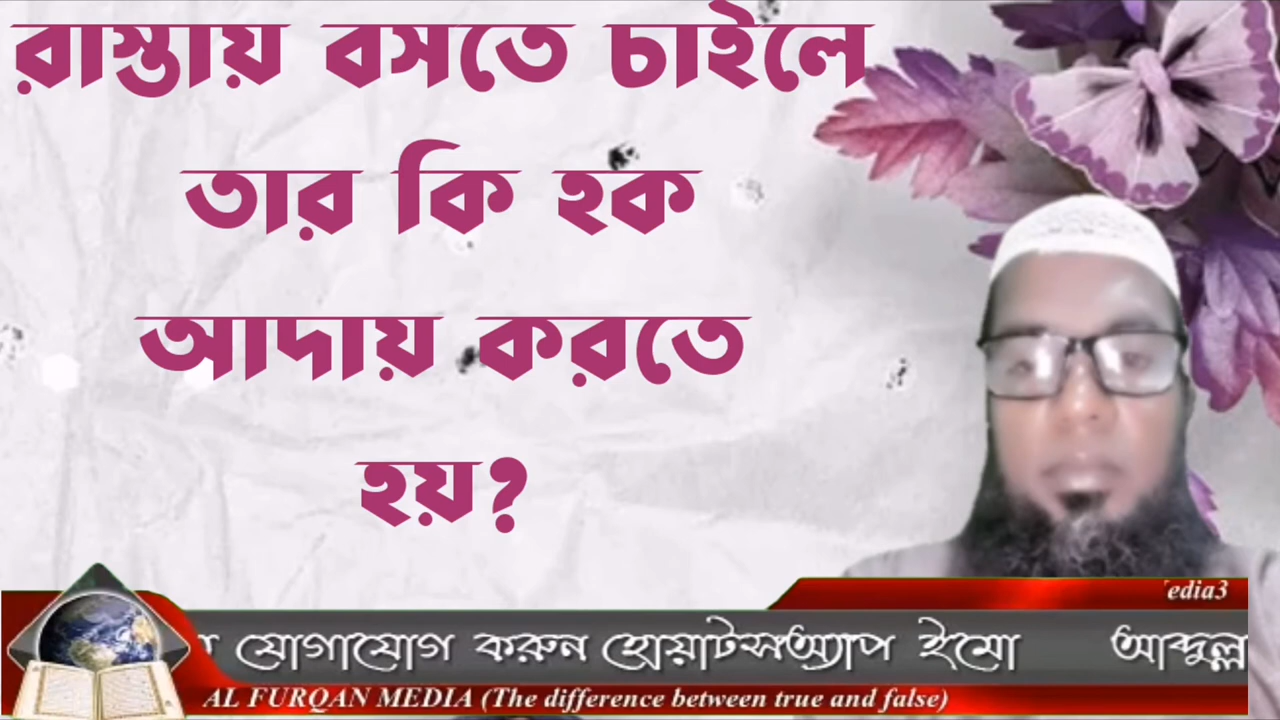 রাস্তায় বসতে চাইলে
তার কি হক
আদায় করতে
হয়?
edia3
যোগাযোগ করুন হোয়াটসঅ্যাপ ইমো আব্দুল্ল
AL FURQAN MEDIA (The difference between true and false)